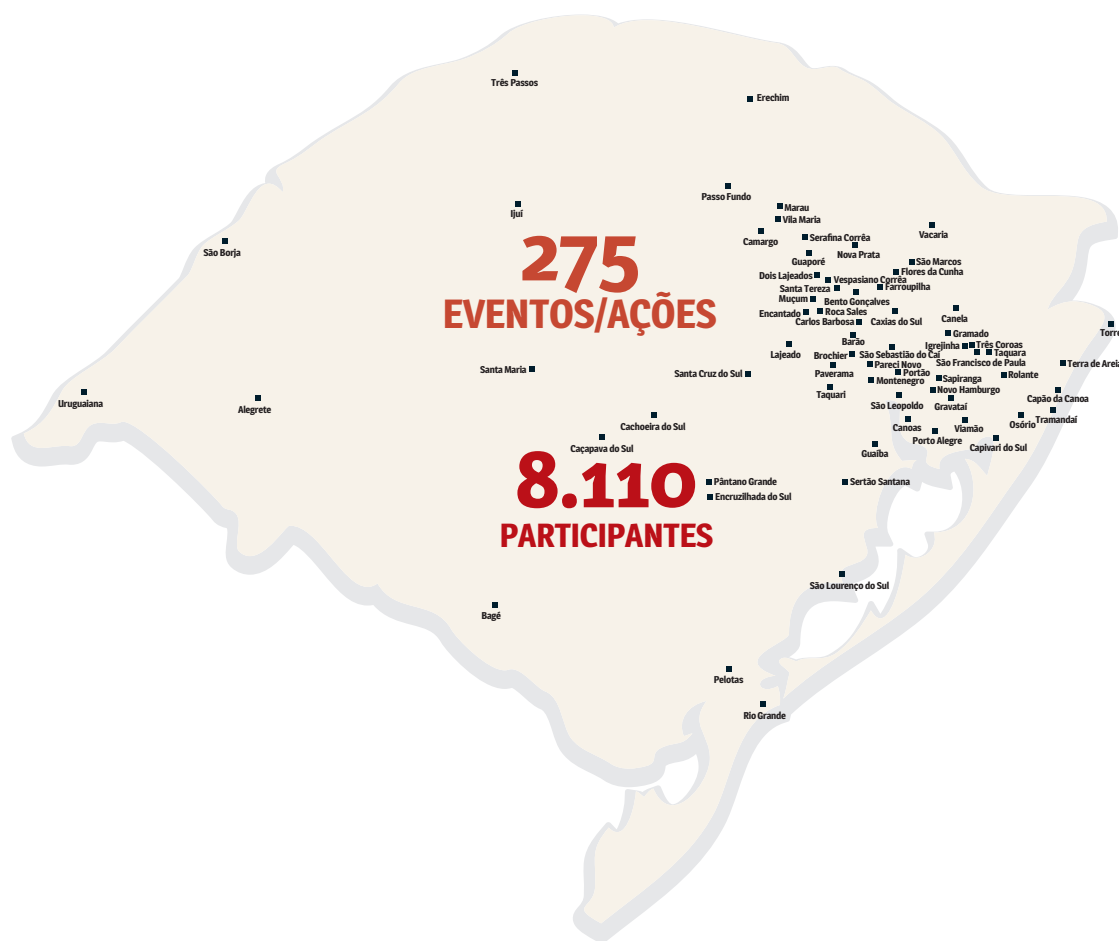 Três Passos
Erechim
Passo Fundo
Ijuí
Marau
Vila Maria
São Borja
Camargo
Serafina Corrêa
Vacaria
Nova Prata
Guaporé
São Marcos
Flores da Cunha
275
EVENTOS/AÇÕES
Dois Lajeados
Vespasiano Corrêa
Santa Tereza
Farroupilha
Muçum
Bento Gonçalves
Encantado
Roca Sales
Carlos Barbosa
Caxias do Sul
Canela
Torre
Gramado
Barão
Igrejinha
Três Coroas
Lajeado
Brochier
São Sebastião do Caí
Taquara
São Francisco de Paula
Terra de Areia
Santa Maria
Santa Cruz do Sul
Paverama
Pareci Novo
Portão
Montenegro
Sapiranga
Rolante
Uruguaiana
Alegrete
Taquari
Novo Hamburgo
São Leopoldo
Gravataí
Capão da Canoa
Cachoeira do Sul
Canoas
Viamão
Osório
Tramandaí
Caçapava do Sul
Porto Alegre
Capivari do Sul
Guaíba
8.110
PARTICIPANTES
Pântano Grande
Encruzilhada do Sul
Sertão Santana
São Lourenço do Sul
Bagé
Pelotas
Rio Grande